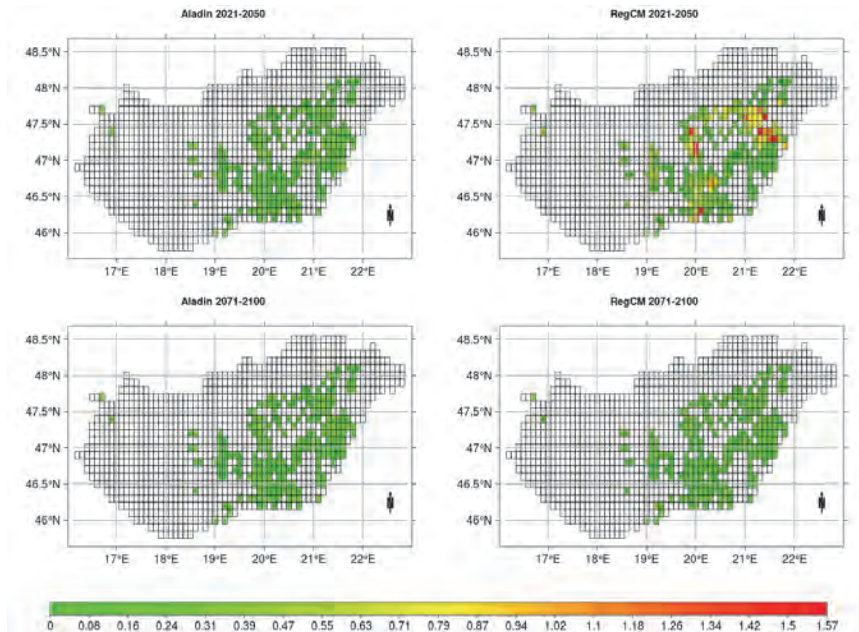 Aladin 2021-2050
RegCM 2021-2050
48.5°N
48°N
47.5°N
47°N
46.5°N
46°N
17°E 18°E 19°E 20°E 21°E 22°E
N
48.5°N
48°N
47.5°N
47°N
46.5°N
46°N
17°E 18°E 19°E 20°E 21°E 22°E
N
Aladin 2071-2100
RegCM 2071-2100
48.5°N
48°N
47.5°N
47°N
46.5°N
46°N
17°E 18°E 19°E 20°E 21°E 22°E
N
48.5°N
48°N
47.5°N
47°N
46.5°N
46°N
17°E 18°E 19°E 20°E 21°E 22°E
N
0 0.08 0.16 0.24 0.31 0.39 0.47 0.55 0.63 0.71 0.79 0.87 0.94 1.02 1.1 1.18 1.26 1.34 1.42 1.5 1.57